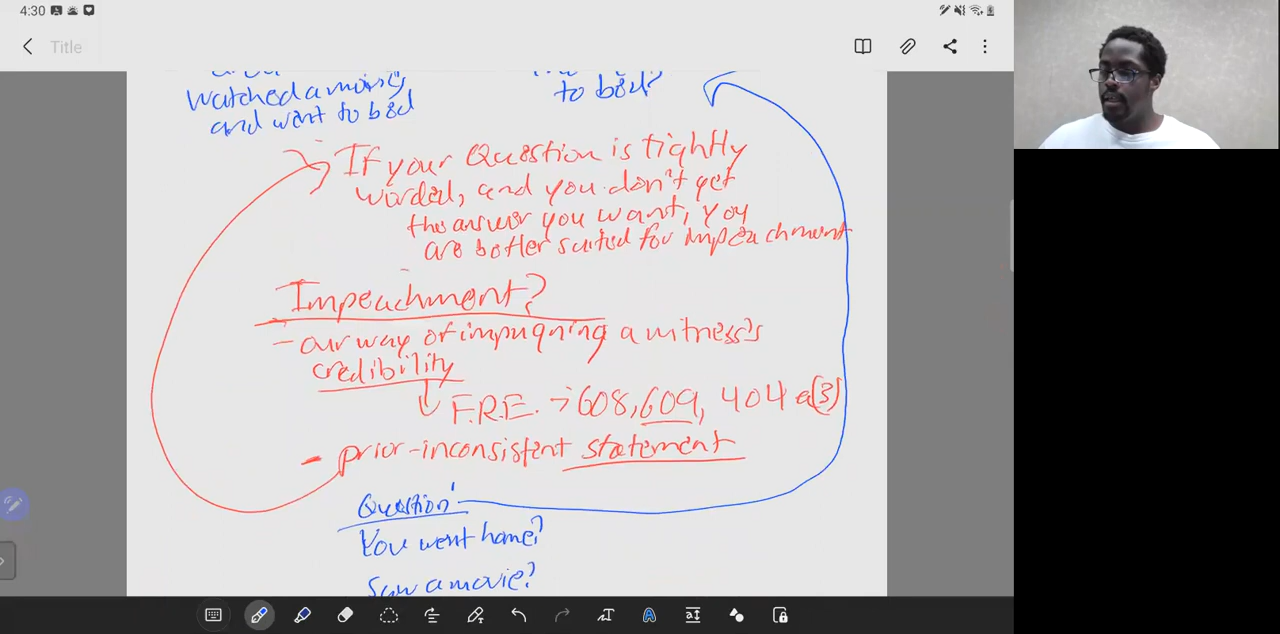 4:30
Title
watched a movie,
and went to bed
to bed?
If your Question is tightly
worded, and you don't get
the answer you want, you
are better suited for impeachment
Impeachment?
- our way of impugning a witness's
credibility
F.R.E. → 608, 609, 404 a(3)
- prior-inconsistent statement
Question:
You went home?
Saw a movie?